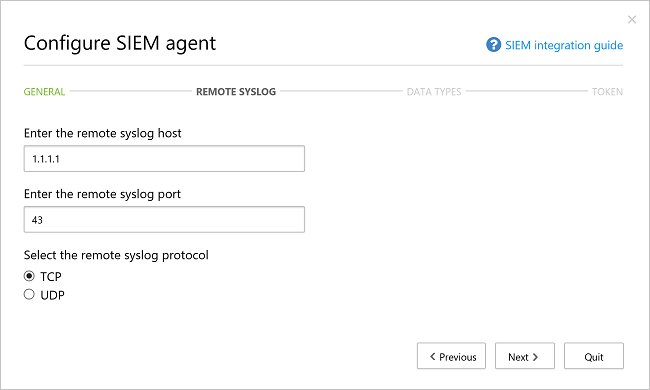 Configure SIEM agent
? SIEM integration guide
GENERAL REMOTE SYSLOG DATA TYPES TOKEN
Enter the remote syslog host
1.1.1.1
Enter the remote syslog port
43
Select the remote syslog protocol
TCP
UDP
Previous Next Quit